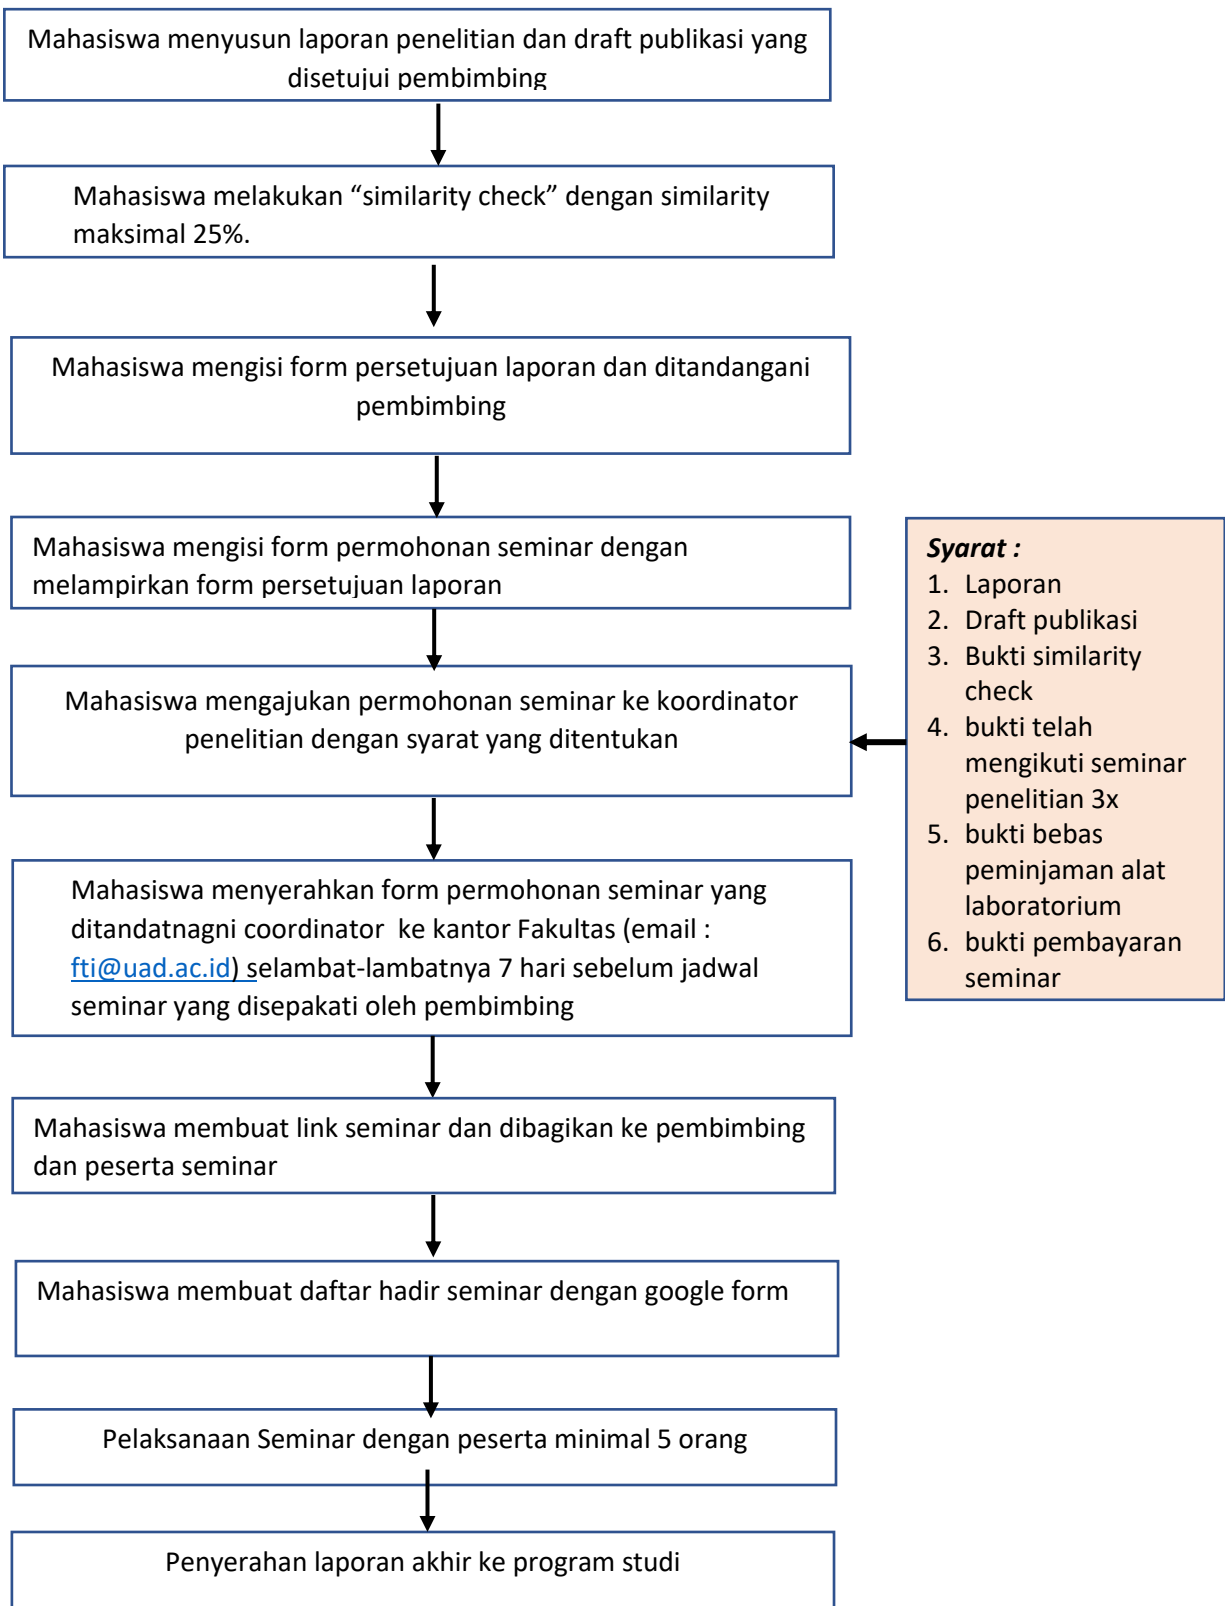 Mahasiswa menyusun laporan penelitian dan draft publikasi yang
disetujui pembimbing
Mahasiswa melakukan “similarity check” dengan similarity
maksimal 25%.
Mahasiswa mengisi form persetujuan laporan dan ditandangani
pembimbing
Mahasiswa mengisi form permohonan seminar dengan
melampirkan form persetujuan laporan
Mahasiswa mengajukan permohonan seminar ke koordinator
penelitian dengan syarat yang ditentukan
Syarat :
1. Laporan
2. Draft publikasi
3. Bukti similarity
check
4. bukti telah
mengikuti seminar
penelitian 3x
5. bukti bebas
peminjaman alat
laboratorium
6. bukti pembayaran
seminar
Mahasiswa menyerahkan form permohonan seminar yang
ditandatnagni coordinator ke kantor Fakultas (email :
fti@uad.ac.id) selambat-lambatnya 7 hari sebelum jadwal
seminar yang disepakati oleh pembimbing
Mahasiswa membuat link seminar dan dibagikan ke pembimbing
dan peserta seminar
Mahasiswa membuat daftar hadir seminar dengan google form
Pelaksanaan Seminar dengan peserta minimal 5 orang
Penyerahan laporan akhir ke program studi